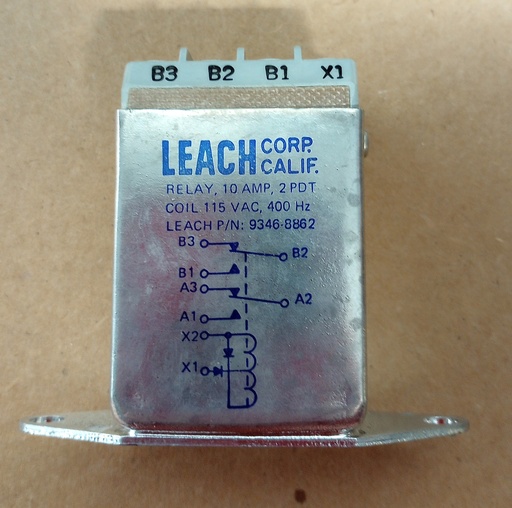 B3 B2 B1 X1
LEACH CORP. CALIF.
RELAY, 10 AMP, 2 PDT
COIL 115 VAC, 400 Hz
LEACH P/N: 9346-8862
B3
B2
B1
A3
A2
A1
X2
X1